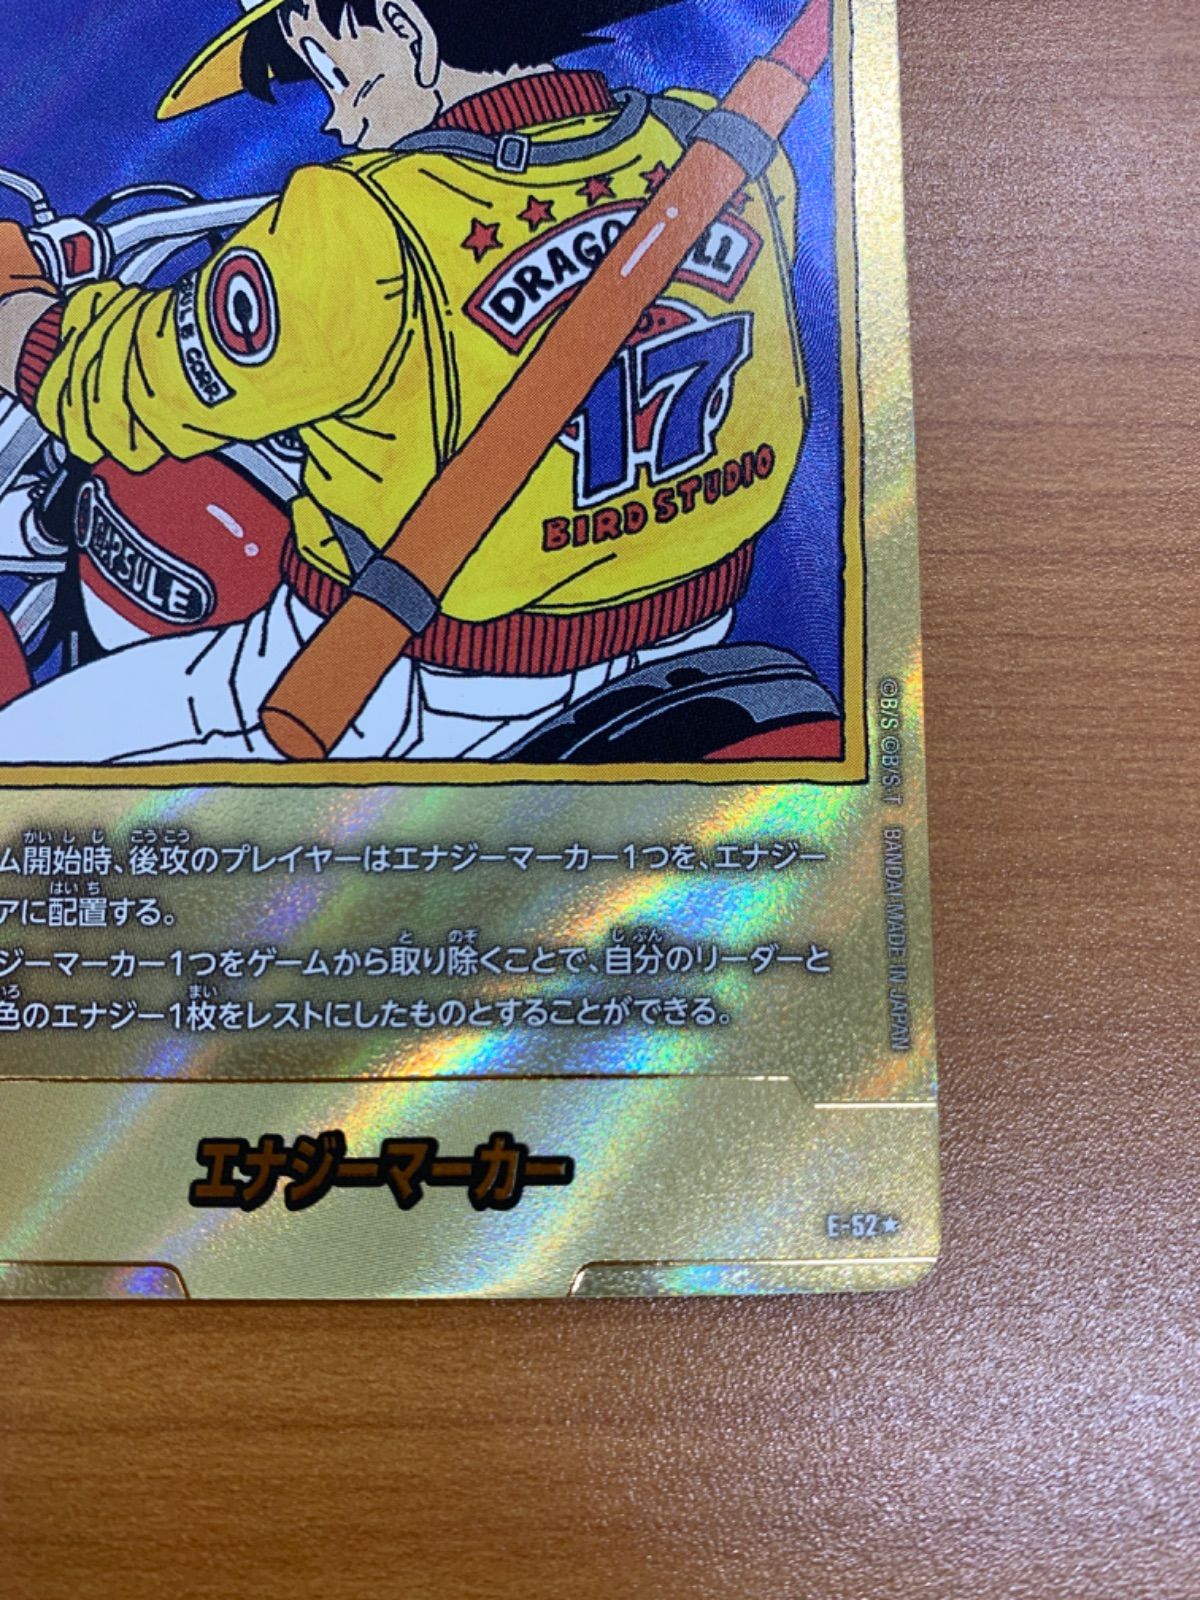 DRAGO LL
17
BIRD STUDIO
CORP.
CAPSULE
ム開始時、後攻のプレイヤーはエナジーマーカー1つを、エナジー
アに配置する。
ジーマーカー1つをゲームから取り除くことで、自分のリーダーと
色のエナジー1枚をレストにしたものとすることができる。
©B/S ©B/S・T BANDAI MADE IN JAPAN
エナジーマーカー
E-52★